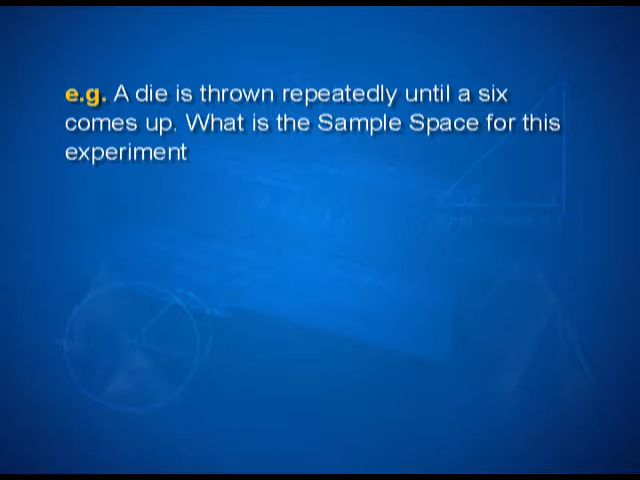 e.g. A die is thrown repeatedly until a six
comes up. What is the Sample Space for this
experiment